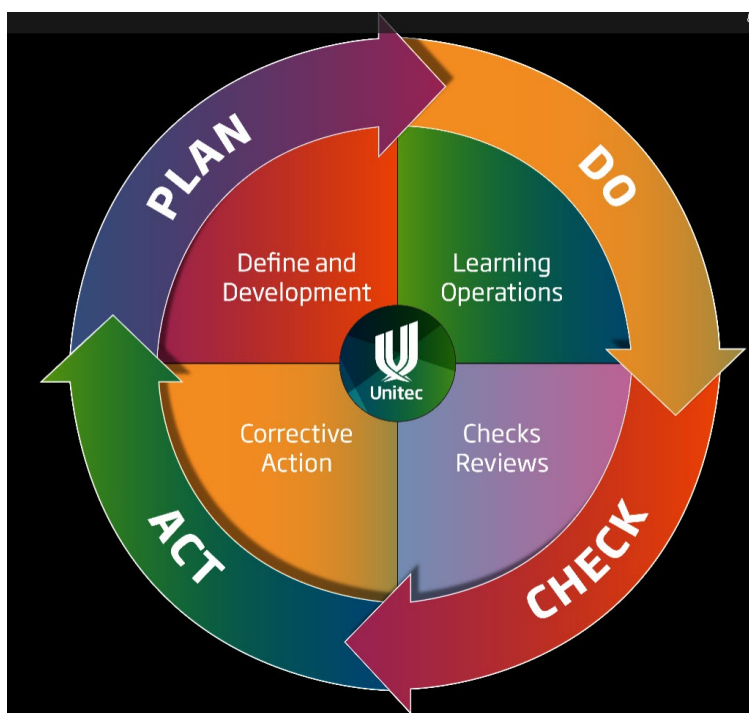 PLAN
DO
Define and
Development
Learning
Operations
Unitec
Corrective
Action
Checks
Reviews
ACT
CHECK